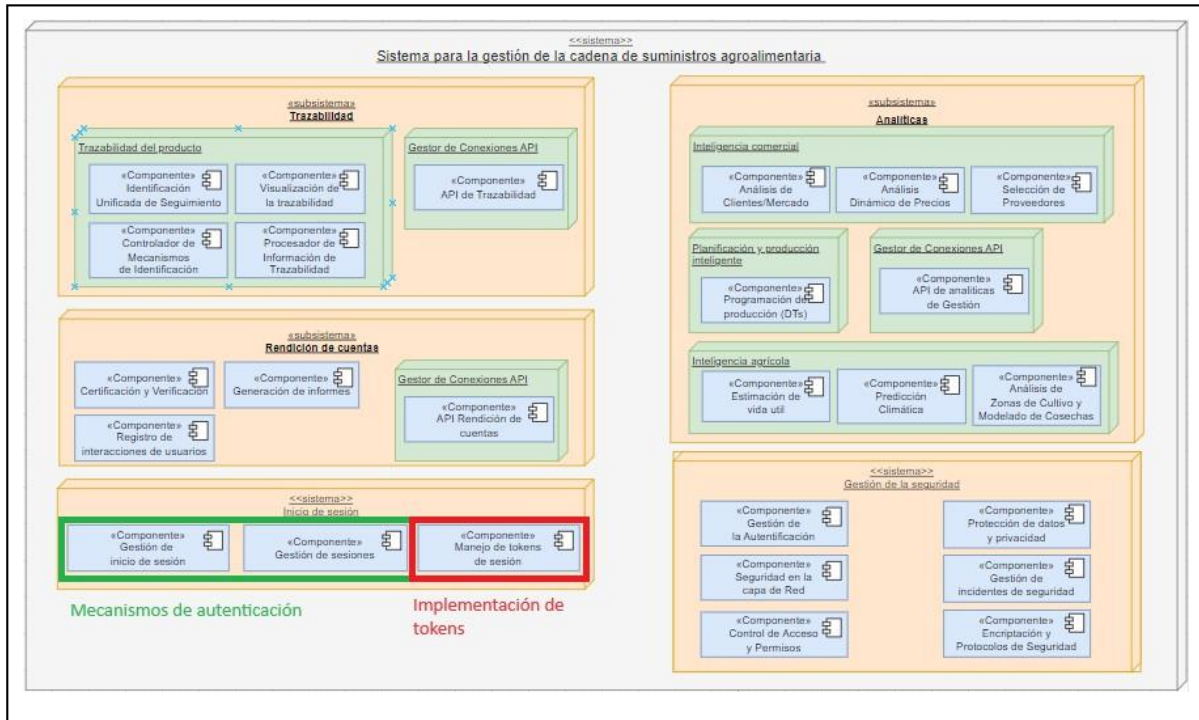 <<sistema>>
Sistema para la gestión de la cadena de suministros agroalimentaria
«subsistema»
Trazabilidad
Trazabilidad del producto
«Componente»
Identificación
Unificada de Seguimiento
«Componente»
Visualización de
la trazabilidad
«Componente»
Controlador de
Mecanismos
de Identificación
«Componente»
Procesador de
Información de
Trazabilidad
Gestor de Conexiones API
«Componente»
API de Trazabilidad
«subsistema»
Rendición de cuentas
«Componente»
Certificación y Verificación
«Componente»
Generación de informes
«Componente»
Registro de
interacciones de usuarios
Gestor de Conexiones API
«Componente»
API Rendición de
cuentas
<<sistema>>
Inicio de sesión
«Componente»
Gestión de
inicio de sesión
«Componente»
Gestión de sesiones
«Componente»
Manejo de tokens
de sesión
Mecanismos de autenticación
Implementación de
tokens
«subsistema»
Analíticas
Inteligencia comercial
«Componente»
Análisis de
Clientes/Mercado
«Componente»
Análisis
Dinámico de Precios
«Componente»
Selección de
Proveedores
Planificación y producción
inteligente
«Componente»
Programación de
producción (DTs)
Gestor de Conexiones API
«Componente»
API de analíticas
de Gestión
Inteligencia agrícola
«Componente»
Estimación de
vida util
«Componente»
Predicción
Climática
«Componente»
Análisis de
Zonas de Cultivo y
Modelado de Cosechas
<<sistema>>
Gestión de la seguridad
«Componente»
Gestión de
la Autentificación
«Componente»
Protección de datos
y privacidad
«Componente»
Seguridad en la
capa de Red
«Componente»
Gestión de
incidentes de seguridad
«Componente»
Control de Acceso
y Permisos
«Componente»
Encriptación y
Protocolos de Seguridad